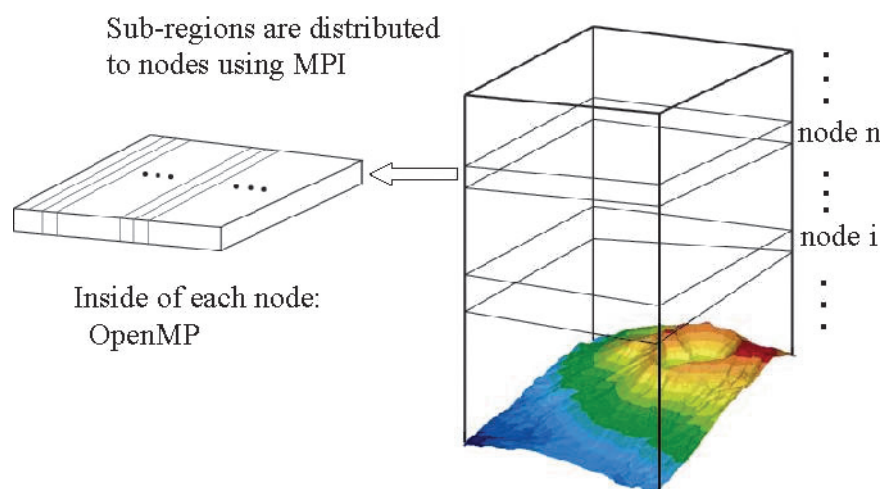 Sub-regions are distributed
to nodes using MPI
node n
node i
Inside of each node:
OpenMP